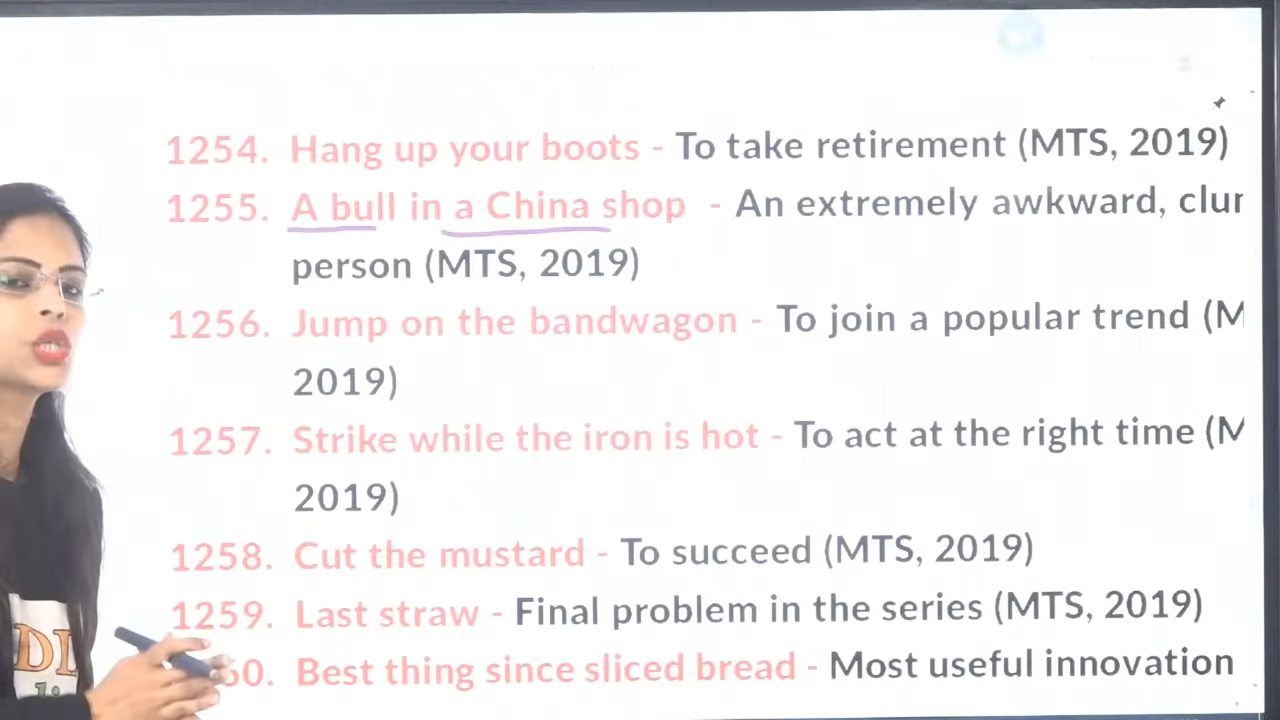 1254. Hang up your boots - To take retirement (MTS, 2019)
1255. A bull in a China shop - An extremely awkward,
person (MTS, 2019)
1256. Jump on the bandwagon - To join a popular trend (M
2019)
1257. Strike while the iron is hot - To act at the right time (M
2019)
1258. Cut the mustard - To succeed (MTS, 2019)
1259. Last straw - Final problem in the series (MTS, 2019)
60. Best thing since sliced bread - Most useful innovation